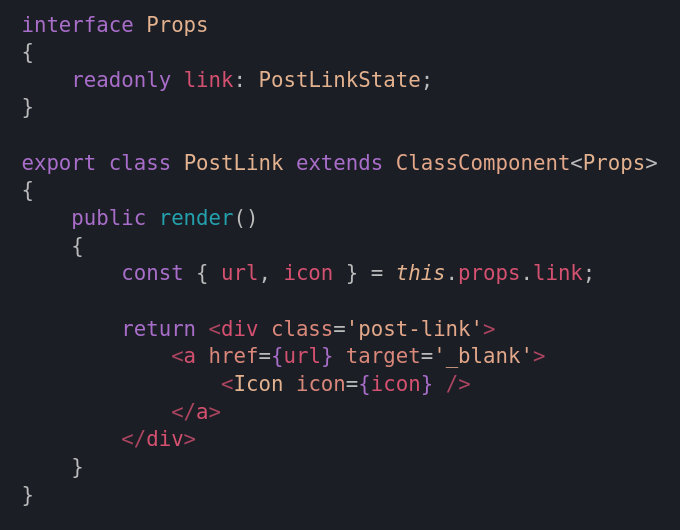 interface Props
{
    readonly link: PostLinkState;
}

export class PostLink extends ClassComponent<Props>
{
    public render()
    {
        const { url, icon } = this.props.link;

        return <div class='post-link'>
            <a href={url} target='_blank'>
                <Icon icon={icon} />
            </a>
        </div>
    }
}